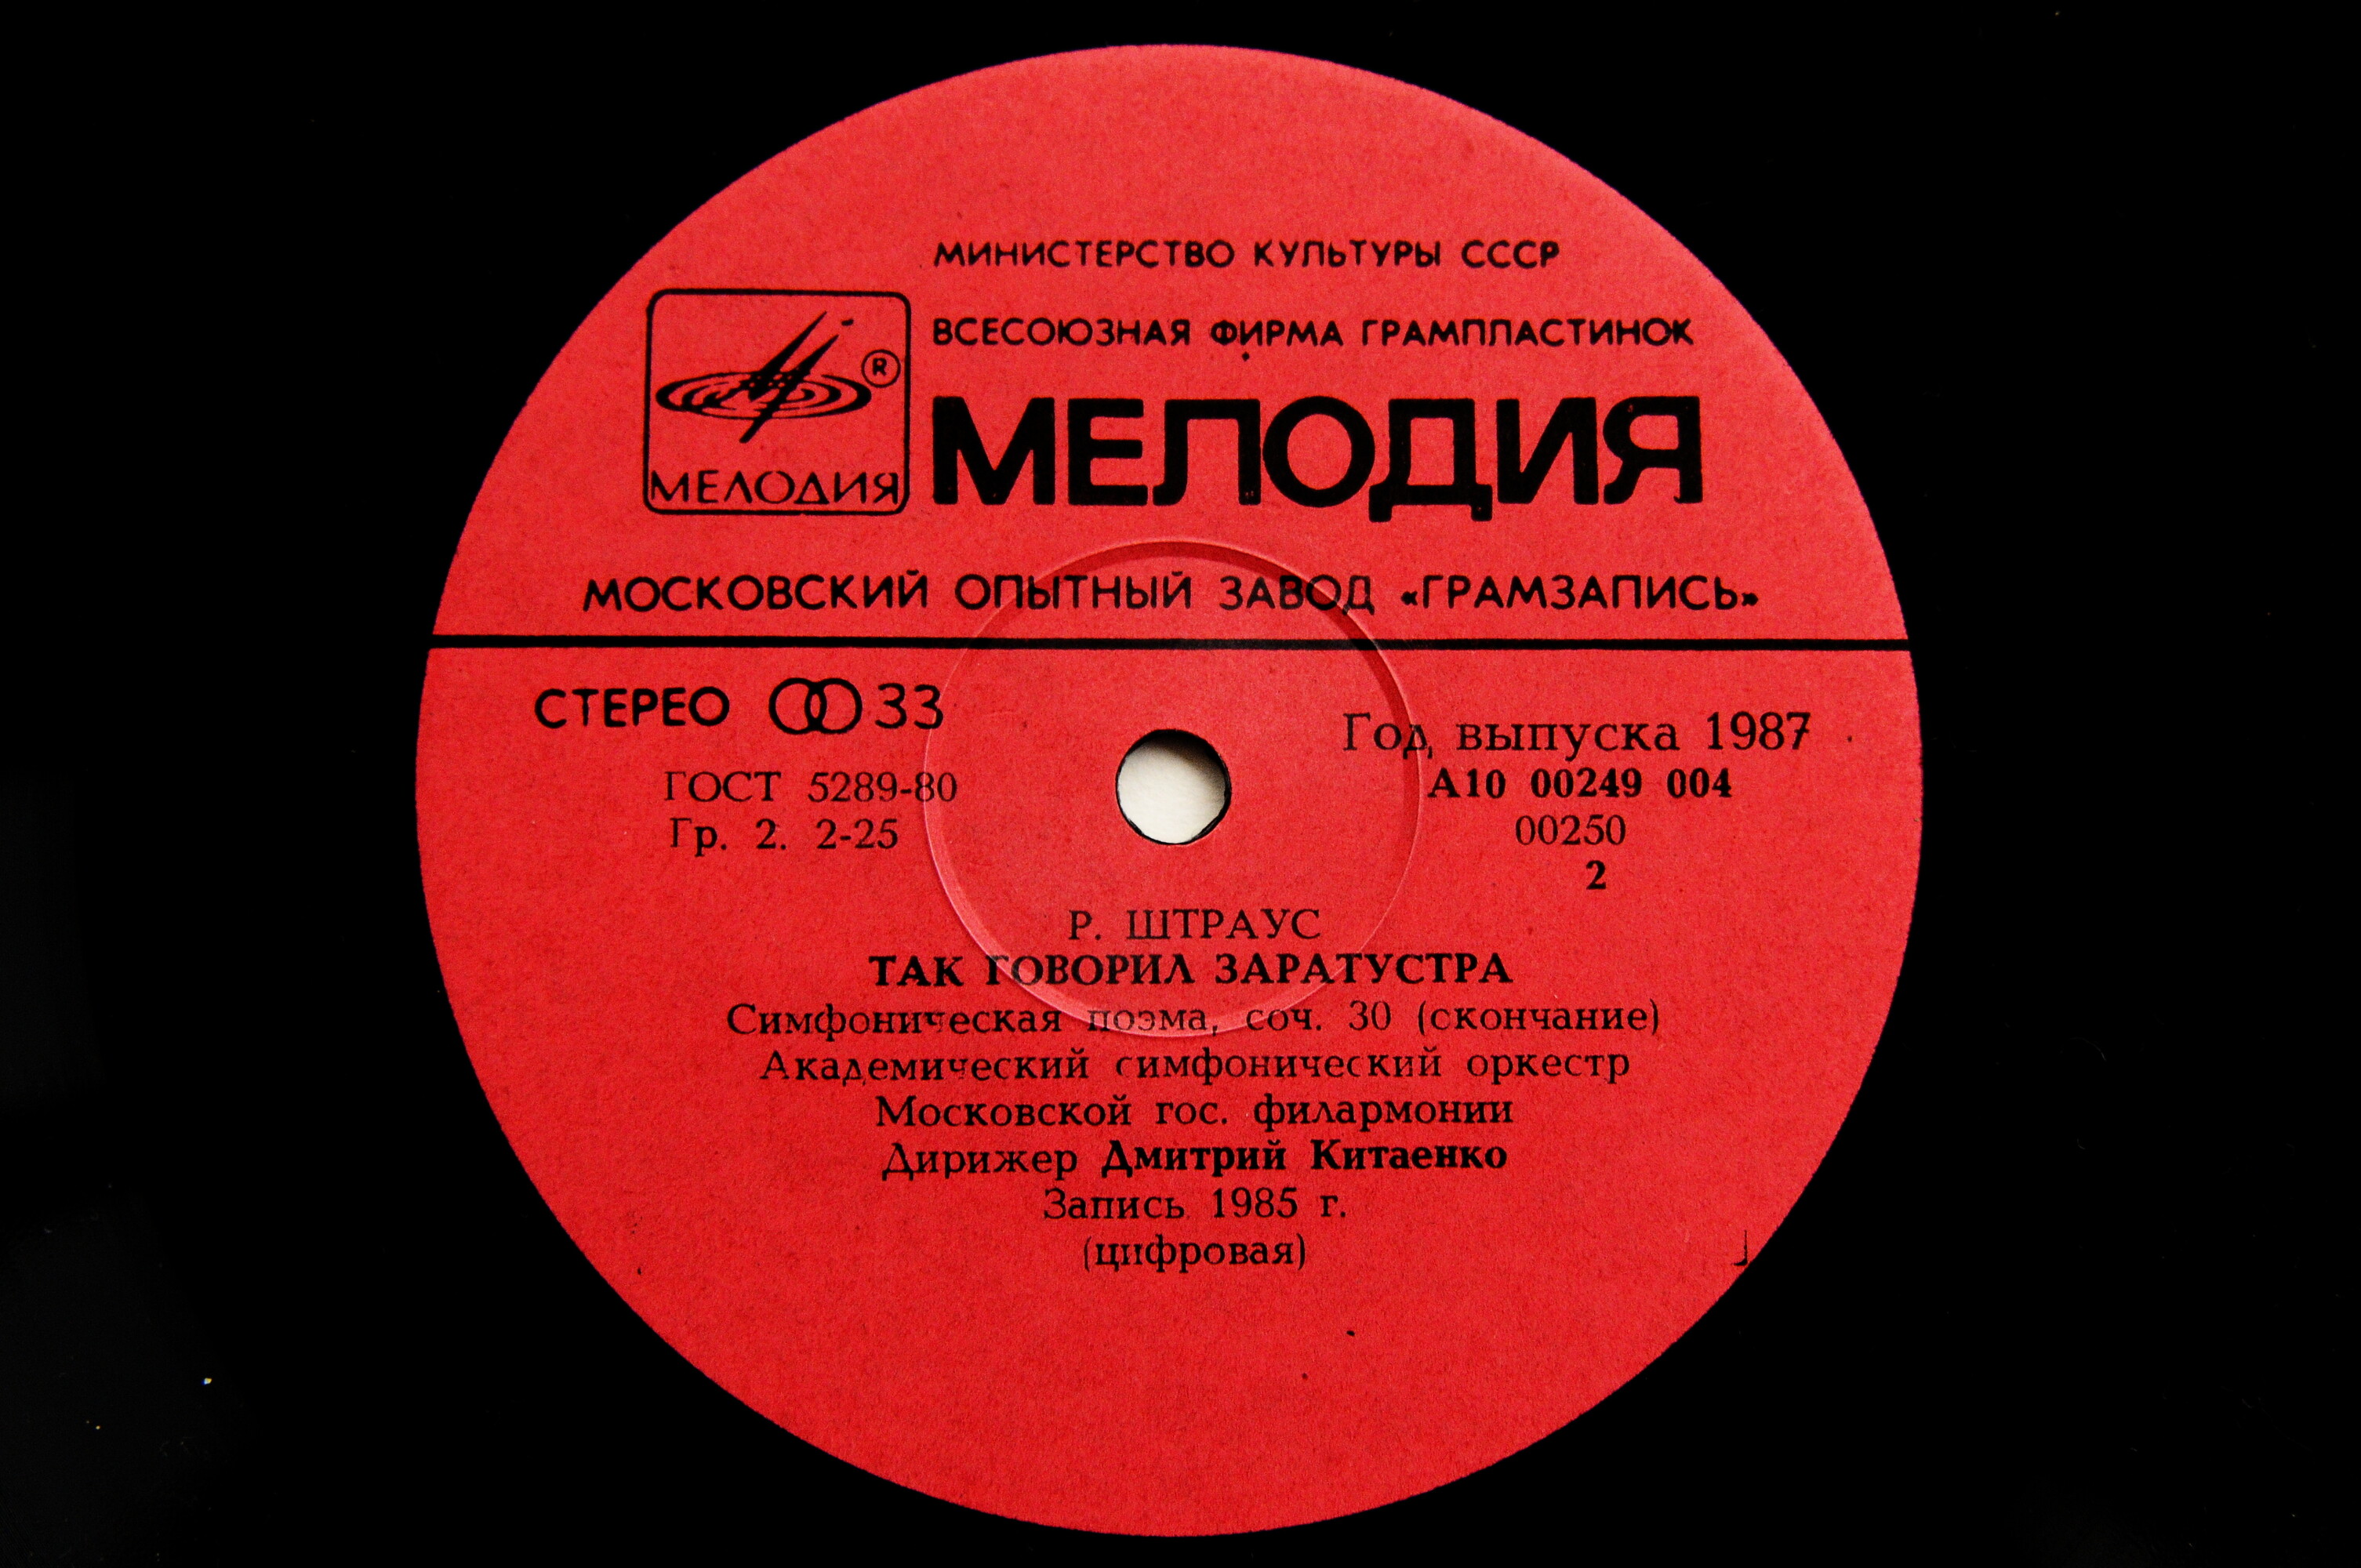 МИНИСТЕРСТВО КУЛЬТУРЫ СССР
ВСЕСОЮЗНАЯ ФИРМА ГРАМПЛАСТИНОК
®
МЕЛОДИЯ
МЕЛОДИЯ
МОСКОВСКИЙ ОПЫТНЫЙ ЗАВОД «ГРАМЗАПИСЬ»
СТЕРЕО 33
Год выпуска 1987
ГОСТ 5289-80
А10 00249 004
Гр. 2. 2-25
00250
2
Р. ШТРАУС
ТАК ГОВОРИЛ ЗАРАТУСТРА
Симфоническая поэма, соч. 30 (скончание)
Академический симфонический оркестр
Московской гос. филармонии
Дирижер Дмитрий Китаенко
Запись 1985 г.
(цифровая)